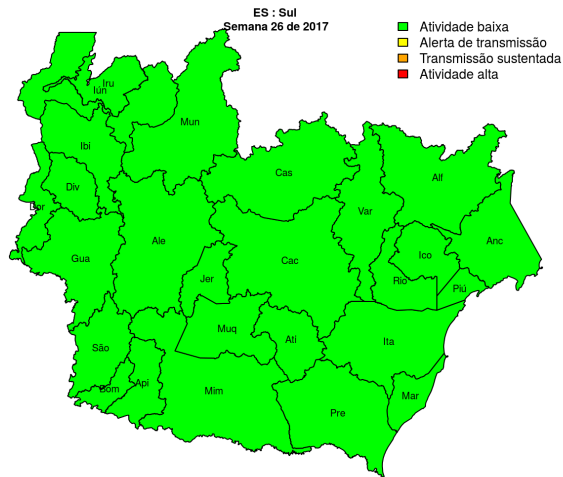 ES : Sul
Semana 26 de 2017
Atividade baixa
Alerta de transmissão
Transmissão sustentada
Atividade alta
Iru
Iún
Mun
Ibi
Cas
Alf
Div
Dor
Var
Ale
Anc
Gua
Cac
Ico
Jer
Rio
Piú
Muq
Ati
Ita
São
Bom
Api
Mim
Mar
Pre